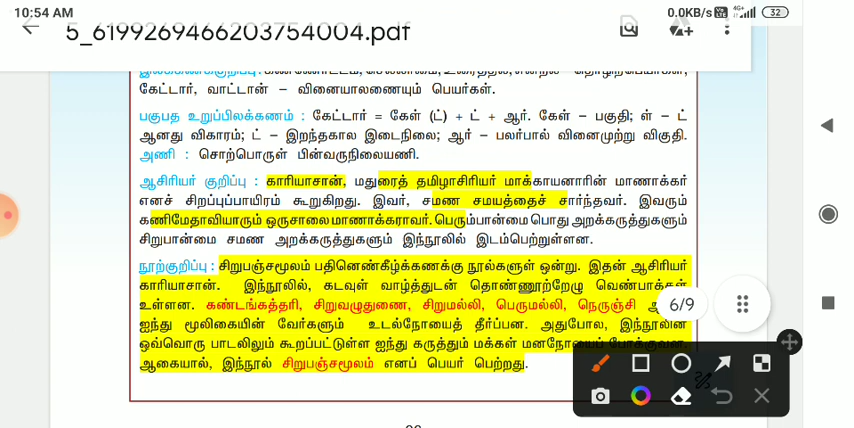 10:54 AM
0.0KB/s 4G+ 32
5_6199269466203754004.pdf
இலக்கணக்குறிப்பு :
கேட்டார், வாட்டான் – வினையாலணையும் பெயர்கள்.
பகுபத உறுப்பிலக்கணம் : கேட்டார் = கேள் (ட்) + ட் + ஆர். கேள் – பகுதி; ள் – ட்
ஆனது விகாரம்; ட் – இறந்தகால இடைநிலை; ஆர் – பலர்பால் வினைமுற்று விகுதி.
அணி : சொற்பொருள் பின்வருநிலையணி.
ஆசிரியர் குறிப்பு : காரியாசான், மதுரைத் தமிழாசிரியர் மாக்காயனாரின் மாணாக்கர்
எனச் சிறப்புப்பாயிரம் கூறுகிறது. இவர், சமண சமயத்தைச் சார்ந்தவர். இவரும்
கணிமேதாவியாரும் ஒருசாலைமாணாக்கராவர். பெரும்பான்மை பொது அறக்கருத்துகளும்
சிறுபான்மை சமண அறக்கருத்துகளும் இந்நூலில் இடம்பெற்றுள்ளன.
நூற்குறிப்பு : சிறுபஞ்சமூலம் பதினெண்கீழ்க்கணக்கு நூல்களுள் ஒன்று. இதன் ஆசிரியர்
காரியாசான். இந்நூலில், கடவுள் வாழ்த்துடன் தொண்ணூற்றேழு வெண்பாக்கள்
உள்ளன. கண்டங்கத்தரி, சிறுவழுதுணை, சிறுமல்லி, பெருமல்லி, நெருஞ்சி
6/9
ஐந்து மூலிகையின் வேர்களும் உடல்நோயைத் தீர்ப்பன. அதுபோல, இந்நூலின்
ஒவ்வொரு பாடலிலும் கூறப்பட்டுள்ள ஐந்து கருத்தும் மக்கள் மனநோயைப் போக்குவன.
ஆகையால், இந்நூல் சிறுபஞ்சமூலம் எனப் பெயர் பெற்றது.